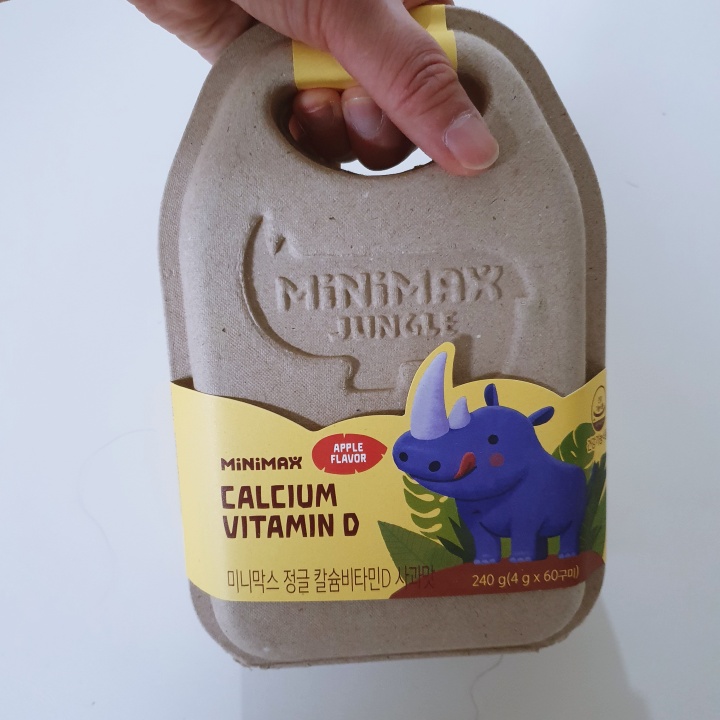 MiNiMAX
JUNGLE
MiNiMAX
APPLE
FLAVOR
CALCIUM
VITAMIN D
미니막스 정글 칼슘비타민D 사과맛
240 g(4 g x 60구미)